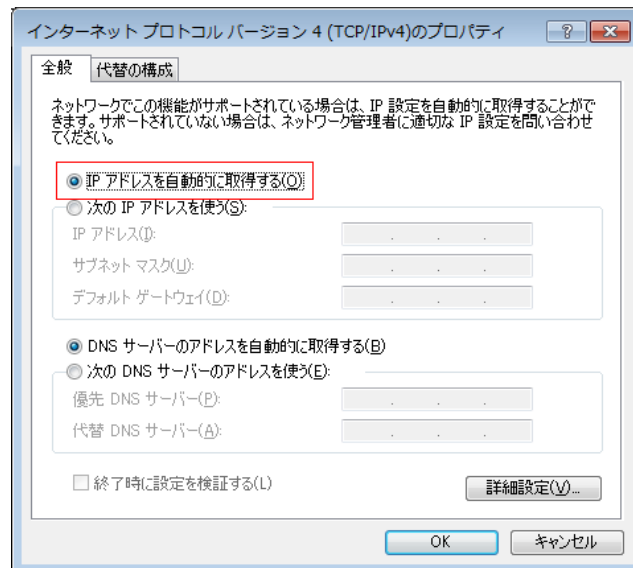 インターネット プロトコル バージョン 4 (TCP/IPv4)のプロパティ
全般
代替の構成
ネットワークでこの機能がサポートされている場合は、IP 設定を自動的に取得することがで
きます。サポートされていない場合は、ネットワーク管理者に適切な IP 設定を問い合わせ
てください。
IP アドレスを自動的に取得する(O)
次の IP アドレスを使う(S):
IP アドレス(I):
サブネット マスク(U):
デフォルト ゲートウェイ(D):
DNS サーバーのアドレスを自動的に取得する(B)
次の DNS サーバーのアドレスを使う(E):
優先 DNS サーバー(P):
代替 DNS サーバー(A):
終了時に設定を検証する(L)
詳細設定(V)...
OK
キャンセル